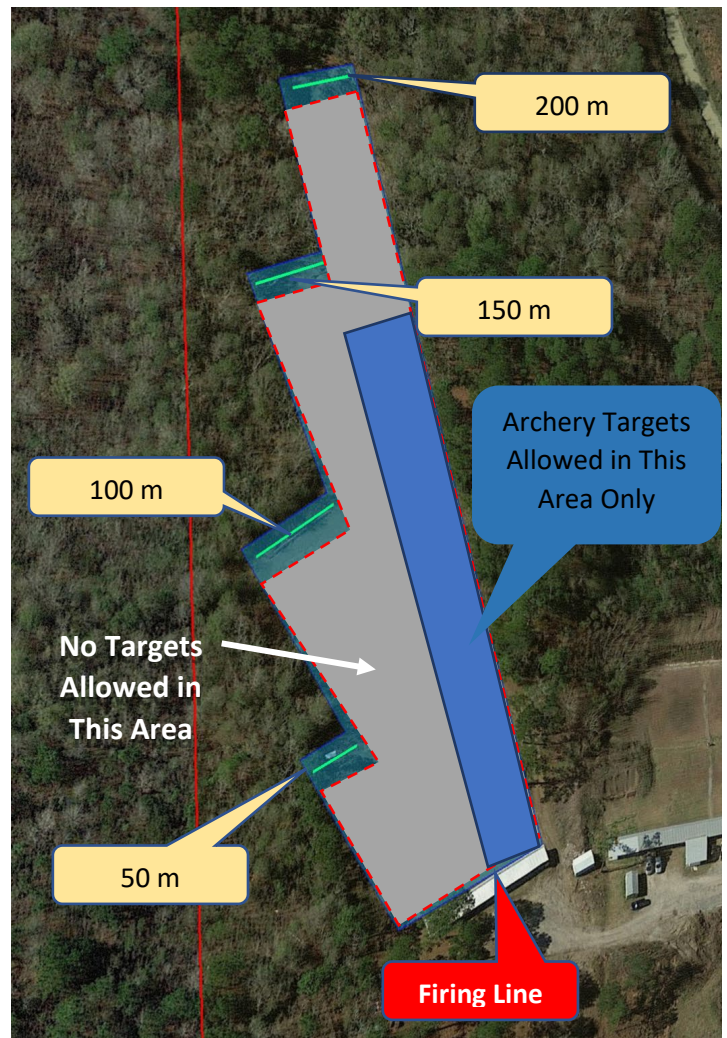 200 m
150 m
Archery Targets
Allowed in This
Area Only
100 m
No Targets
Allowed in
This Area
50 m
Firing Line